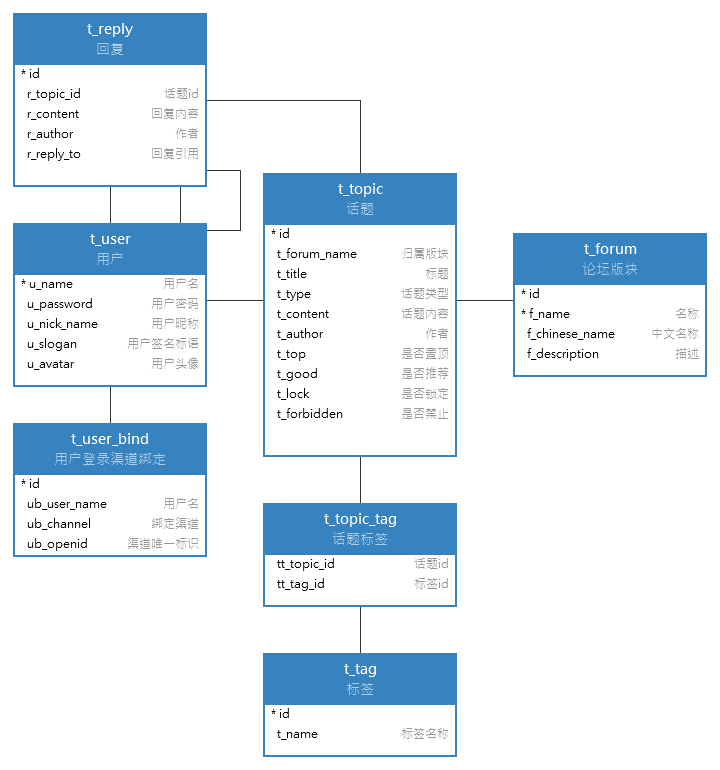 t_reply
回复
* id
r_topic_id 话题id
r_content 回复内容
r_author 作者
r_reply_to 回复引用
t_user
用户
* u_name 用户名
u_password 用户密码
u_nick_name 用户昵称
u_slogan 用户签名标语
u_avatar 用户头像
t_user_bind
用户登录渠道绑定
* id
ub_user_name 用户名
ub_channel 绑定渠道
ub_openid 渠道唯一标识
t_topic
话题
* id
t_forum_name 归属版块
t_title 标题
t_type 话题类型
t_content 话题内容
t_author 作者
t_top 是否置顶
t_good 是否推荐
t_lock 是否锁定
t_forbidden 是否禁止
t_topic_tag
话题标签
tt_topic_id 话题id
tt_tag_id 标签id
t_tag
标签
* id
t_name 标签名称
t_forum
论坛版块
* id
* f_name 名称
f_chinese_name 中文名称
f_description 描述